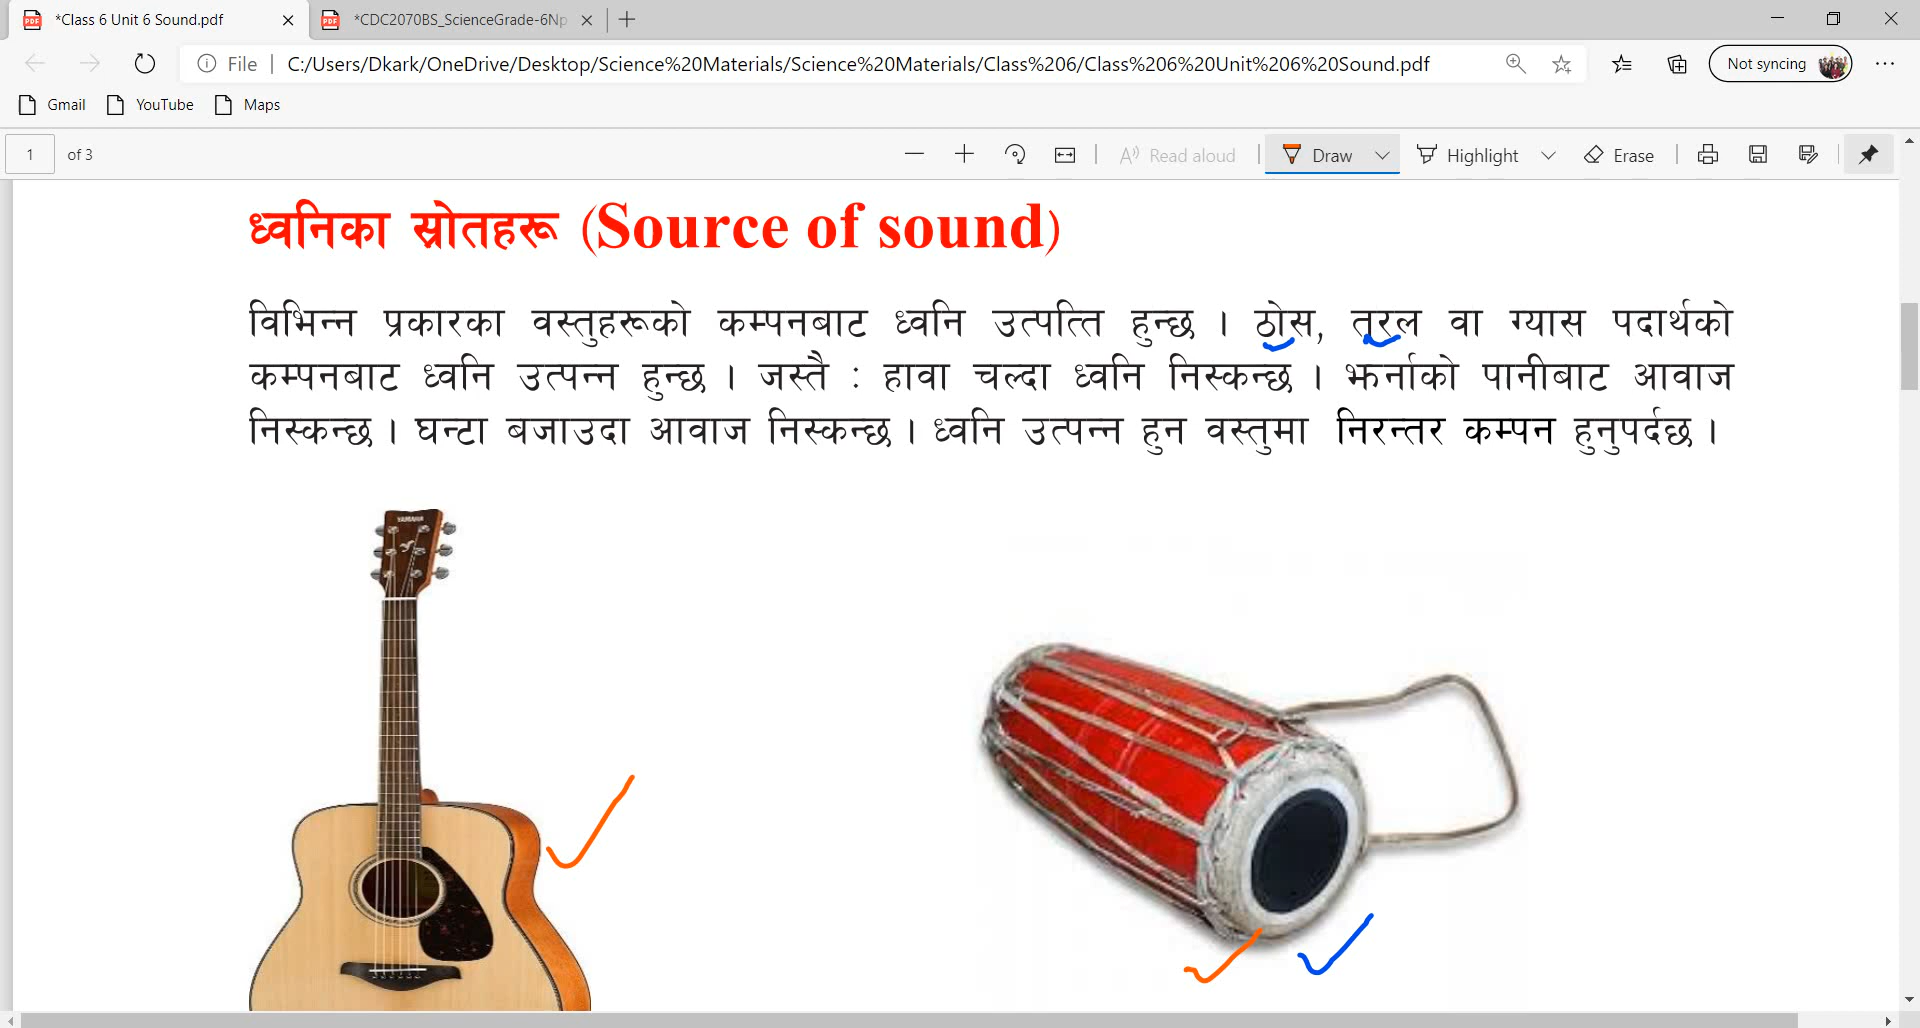 *Class 6 Unit 6 Sound.pdf
*CDC2070BS_ScienceGrade-6Np
File
C:/Users/Dkark/OneDrive/Desktop/Science%20Materials/Science%20Materials/Class%206/Class%206%20Unit%206%20Sound.pdf
Not syncing
Gmail YouTube Maps
1 of 3
Read aloud Draw Highlight Erase
ध्वनिका स्रोतहरू (Source of sound)
विभिन्न प्रकारका वस्तुहरूको कम्पनबाट ध्वनि उत्पत्ति हुन्छ । ठोस, तरल वा ग्यास पदार्थको
कम्पनबाट ध्वनि उत्पन्न हुन्छ । जस्तै : हावा चल्दा ध्वनि निस्कन्छ । झर्नाको पानीबाट आवाज
निस्कन्छ । घन्टा बजाउदा आवाज निस्कन्छ । ध्वनि उत्पन्न हुन वस्तुमा निरन्तर कम्पन हुनुपर्दछ ।
YAMAHA